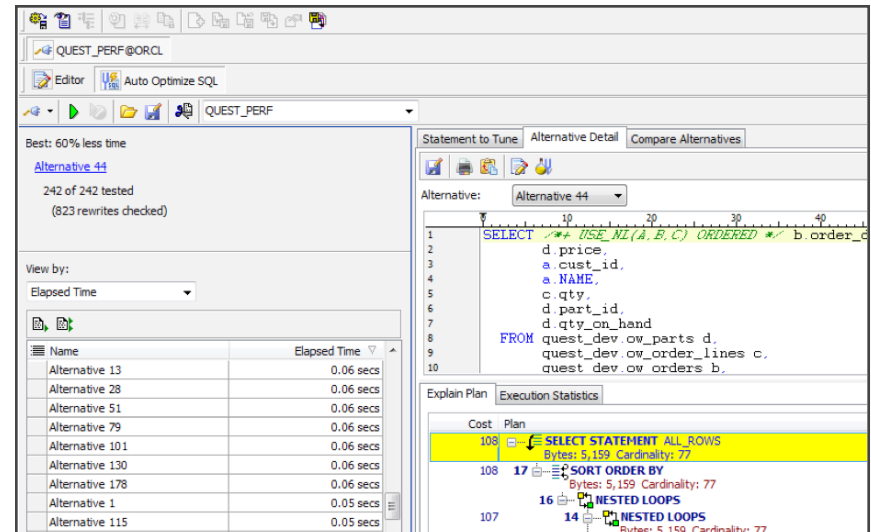 QUEST_PERF@ORCL
Editor Auto Optimize SQL
QUEST_PERF
Best: 60% less time
Alternative 44
242 of 242 tested
(823 rewrites checked)
View by:
Elapsed Time
Name Elapsed Time
Alternative 13 0.06 secs
Alternative 28 0.06 secs
Alternative 51 0.06 secs
Alternative 79 0.06 secs
Alternative 101 0.06 secs
Alternative 130 0.06 secs
Alternative 178 0.06 secs
Alternative 1 0.05 secs
Alternative 115 0.05 secs
Statement to Tune Alternative Detail Compare Alternatives
Alternative: Alternative 44
10 20 30 40
1 SELECT /*+ USE_NL(A,B,C) ORDERED */ b.order_d
2 d.price,
3 a.cust_id,
4 a.NAME,
5 c.qty,
6 d.part_id,
7 d.qty_on_hand
8 FROM quest_dev.ow_parts d,
9 quest_dev.ow_order_lines c,
10 quest_dev.ow_orders b,
Explain Plan Execution Statistics
Cost Plan
108 SELECT STATEMENT ALL_ROWS
Bytes: 5,159 Cardinality: 77
108 17 SORT ORDER BY
Bytes: 5,159 Cardinality: 77
16 NESTED LOOPS
107 14 NESTED LOOPS
Bytes: 5,159 Cardinality: 77